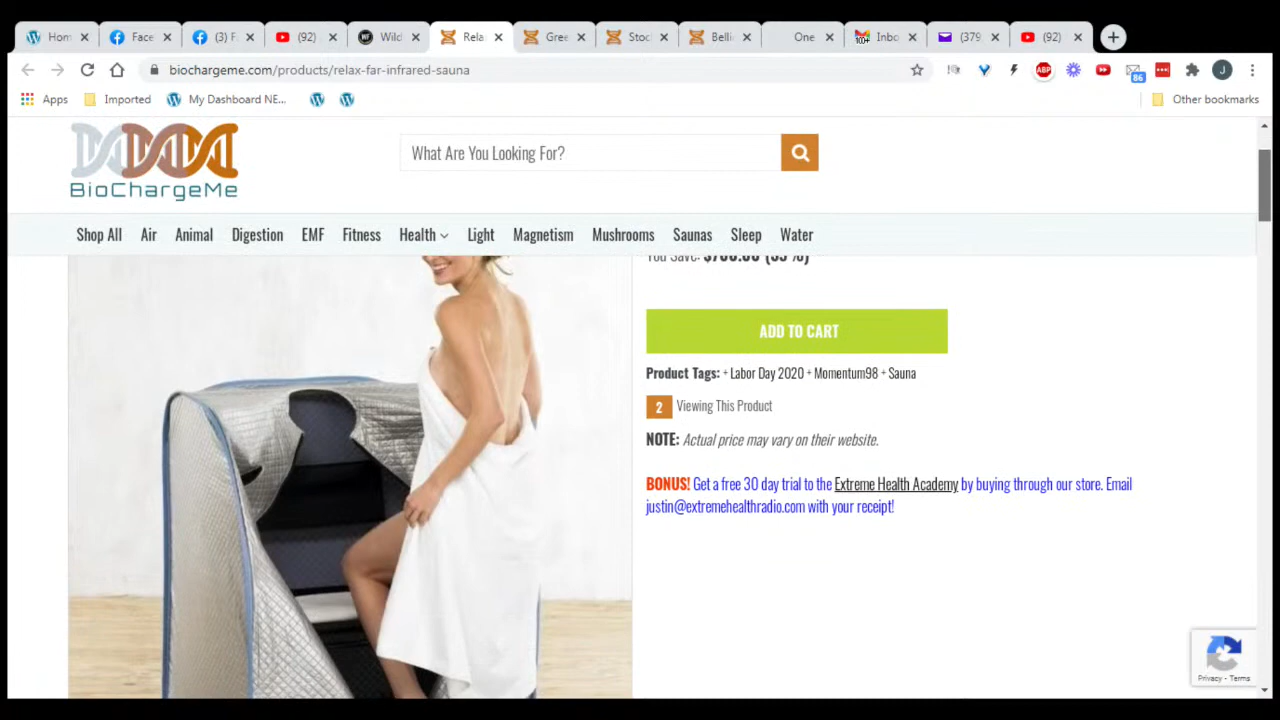 Hom
Face
(3) F
(92)
Wild
Rela
Gree
Stoc
Belli
One
Inbo
(379
(92)
biochargeme.com/products/relax-far-infrared-sauna
ABP
86
J
Apps
Imported
My Dashboard NE...
Other bookmarks
BioChargeMe
What Are You Looking For?
Shop All Air Animal Digestion EMF Fitness Health Light Magnetism Mushrooms Saunas Sleep Water
You Save:
ADD TO CART
Product Tags: + Labor Day 2020 + Momentum98 + Sauna
2 Viewing This Product
NOTE: Actual price may vary on their website.
BONUS! Get a free 30 day trial to the Extreme Health Academy by buying through our store. Email
justin@extremehealthradio.com with your receipt!
Privacy - Terms